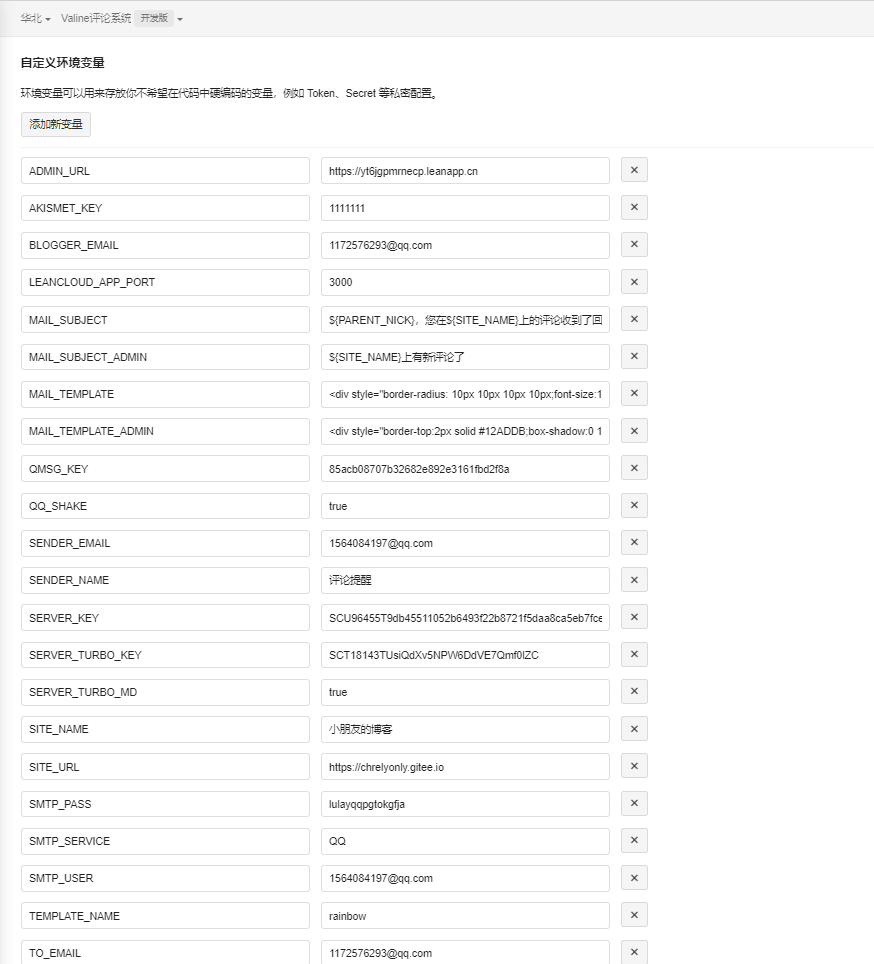 华北 Valine评论系统 开发版
自定义环境变量
环境变量可以用来存放你不希望在代码中硬编码的变量，例如 Token、Secret 等私密配置。
添加新变量
ADMIN_URL https://yt6jgpmrnecp.leanapp.cn ×
AKISMET_KEY 1111111 ×
BLOGGER_EMAIL 1172576293@qq.com ×
LEANCLOUD_APP_PORT 3000 ×
MAIL_SUBJECT ${PARENT_NICK}，您在${SITE_NAME}上的评论收到了回 ×
MAIL_SUBJECT_ADMIN ${SITE_NAME}上有新评论了 ×
MAIL_TEMPLATE <div style="border-radius: 10px 10px 10px 10px;font-size:1 ×
MAIL_TEMPLATE_ADMIN <div style="border-top:2px solid #12ADDB;box-shadow:0 1 ×
QMSG_KEY 85acb08707b32682e892e3161fbd2f8a ×
QQ_SHAKE true ×
SENDER_EMAIL 1564084197@qq.com ×
SENDER_NAME 评论提醒 ×
SERVER_KEY SCU96455T9db45511052b6493f22b8721f5daa8ca5eb7fce ×
SERVER_TURBO_KEY SCT18143TUsiQdXv5NPW6DdVE7Qmf0lZC ×
SERVER_TURBO_MD true ×
SITE_NAME 小朋友的博客 ×
SITE_URL https://chrelyonly.gitee.io ×
SMTP_PASS lulayqqpgtokgfja ×
SMTP_SERVICE QQ ×
SMTP_USER 1564084197@qq.com ×
TEMPLATE_NAME rainbow ×
TO_EMAIL 1172576293@qq.com ×